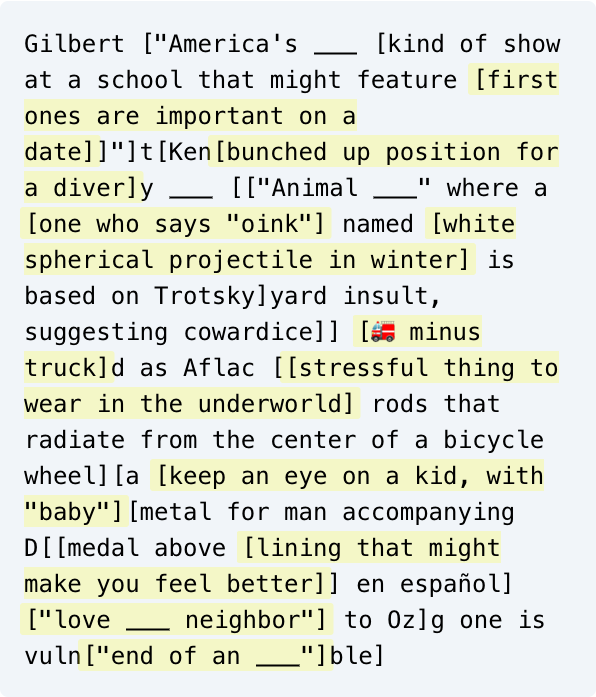 Gilbert ["America's ___ [kind of show
at a school that might feature [first
ones are important on a
date]]"]t[Ken[bunched up position for
a diver]y ___ [["Animal ___" where a
[one who says "oink"] named [white
spherical projectile in winter] is
based on Trotsky]yard insult,
suggesting cowardice]] [🚒 minus
truck]d as Aflac [[stressful thing to
wear in the underworld] rods that
radiate from the center of a bicycle
wheel][a [keep an eye on a kid, with
"baby"][metal for man accompanying
D[[medal above [lining that might
make you feel better]] en español]
["love ___ neighbor"] to Oz]g one is
vuln["end of an ___"]ble]